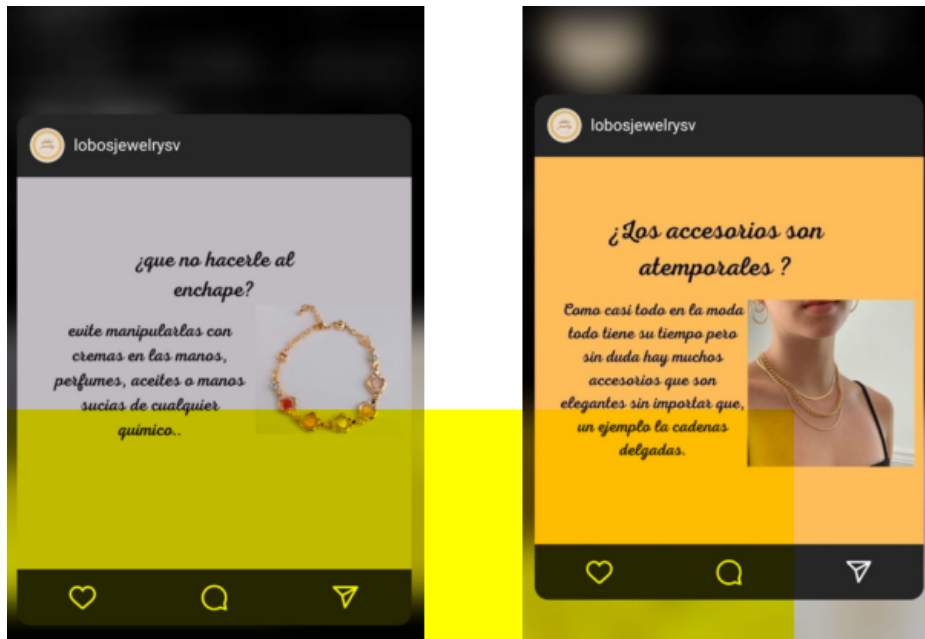 lobosjewelrysv
¿que no hacerle al
enchape?
evite manipularlas con
cremas en las manos,
perfumes, aceites o manos
sucias de cualquier
quimico..
lobosjewelrysv
¿Los accesorios son
atemporales ?
Como casi todo en la moda
todo tiene su tiempo pero
sin duda hay muchos
accesorios que son
elegantes sin importar que,
un ejemplo la cadenas
delgadas.